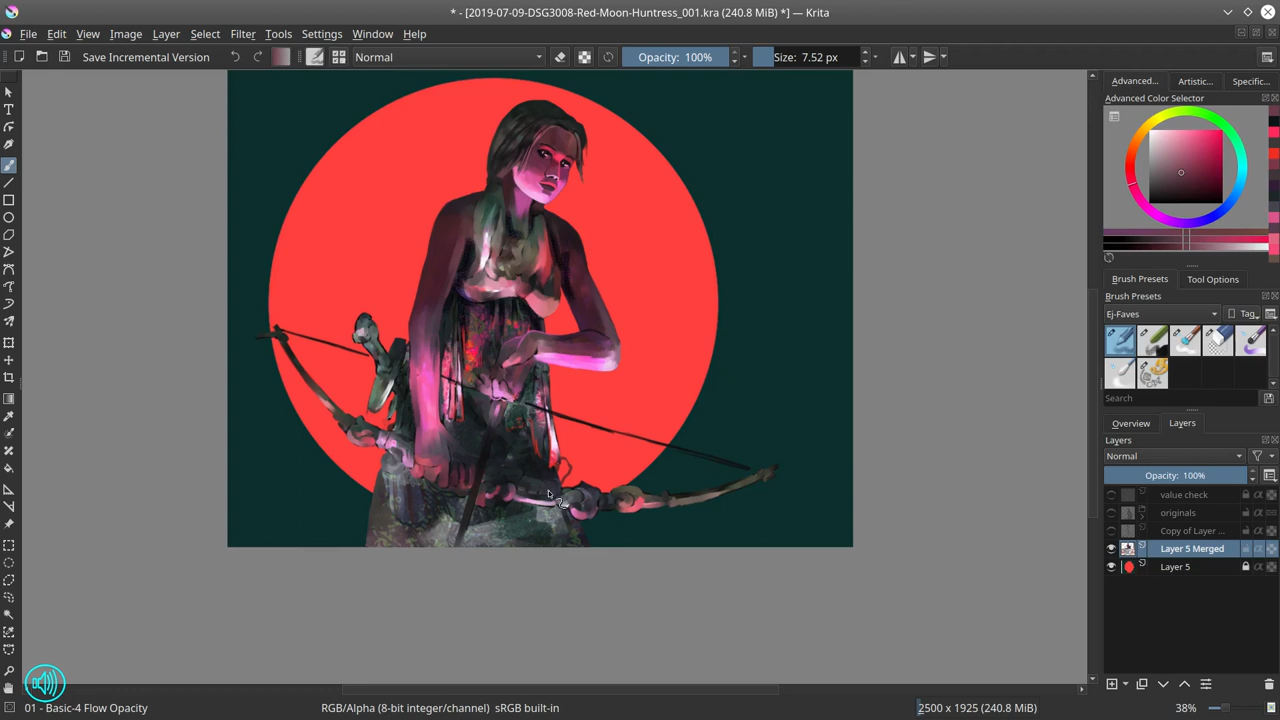 * - [2019-07-09-DSG3008-Red-Moon-Huntress_001.kra (240.8 MiB) *] — Krita
File Edit View Image Layer Select Filter Tools Settings Window Help
Save Incremental Version Normal Opacity: 100% Size: 7.52 px
Advanced... Artistic... Specific...
Advanced Color Selector
Brush Presets Tool Options
Brush Presets
Ej-Faves Tag
Search
Overview Layers
Layers
Normal
Opacity: 100%
value check
originals
Copy of Layer ...
Layer 5 Merged
Layer 5
01 - Basic-4 Flow Opacity RGB/Alpha (8-bit integer/channel) sRGB built-in 2500 x 1925 (240.8 MiB) 38%